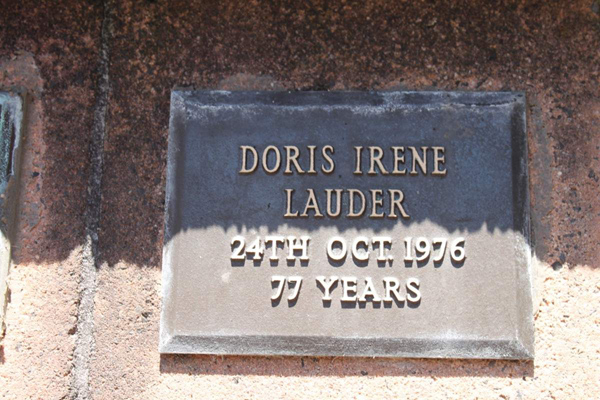 DORIS IRENE
LAUDER
24TH OCT. 1976
77 YEARS